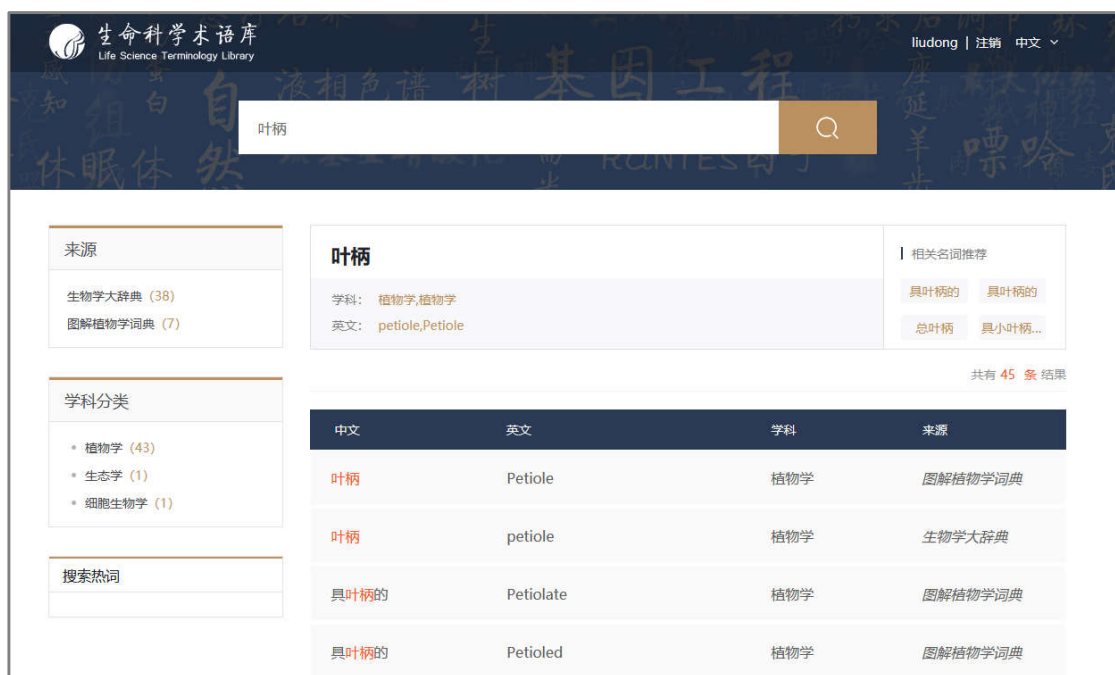 生命科学术语库
Life Science Terminology Library
liudong | 注销 中文
叶柄
来源
生物学大辞典 (38)
图解植物学词典 (7)
学科分类
植物学 (43)
生态学 (1)
细胞生物学 (1)
搜索热词
叶柄
学科: 植物学,植物学
英文: petiole,Petiole
相关名词推荐
具叶柄的 具叶柄的
总叶柄 具小叶柄...
共有 45 条 结果
中文 英文 学科 来源
叶柄 Petiole 植物学 图解植物学词典
叶柄 petiole 植物学 生物学大辞典
具叶柄的 Petiolate 植物学 图解植物学词典
具叶柄的 Petioled 植物学 图解植物学词典